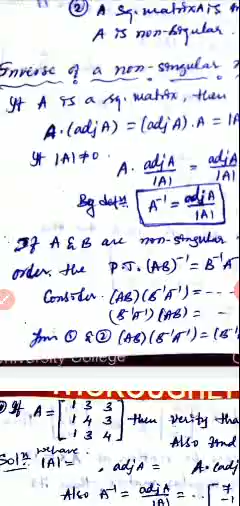 ② A sq. matrix A is
A is non-singular.
Inverse of a non-singular
If A is a sq. matrix, then
A.(adj A) = (adj A).A = |A
If |A| ≠ 0. A. adj A / |A| = adj A / |A|
By defn A⁻¹ = adj A / |A|
If A & B are non-singular
order, the P.T. (AB)⁻¹ = B⁻¹A
Consider. (AB)(B⁻¹A⁻¹) = ---
(B⁻¹A⁻¹)(AB) = -
from ① & ② (AB)(B⁻¹A⁻¹) = (B⁻¹
University College
If A = [1 3 3 / 1 4 3 / 1 3 4] then verify tha
Also find
Soln we have |A| = , adj A = A.(adj
Also A⁻¹ = adj A / |A| = .. [7 / -1